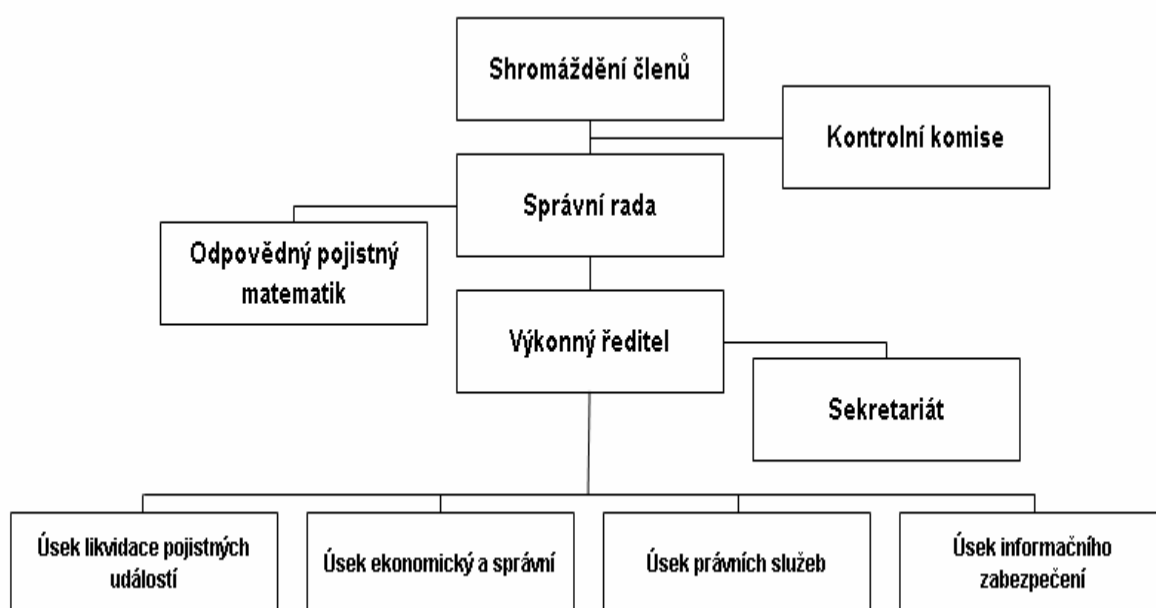 Shromáždění členů
Kontrolní komise
Správní rada
Odpovědný pojistný
matematik
Výkonný ředitel
Sekretariát
Úsek likvidace pojistných
událostí
Úsek ekonomický a správní
Úsek právních služeb
Úsek informačního
zabezpečení